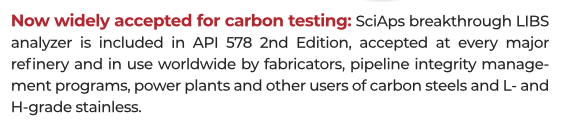 Now widely accepted for carbon testing: SciAps breakthrough LIBS
analyzer is included in API 578 2nd Edition, accepted at every major
refinery and in use worldwide by fabricators, pipeline integrity manage-
ment programs, power plants and other users of carbon steels and L- and
H-grade stainless.